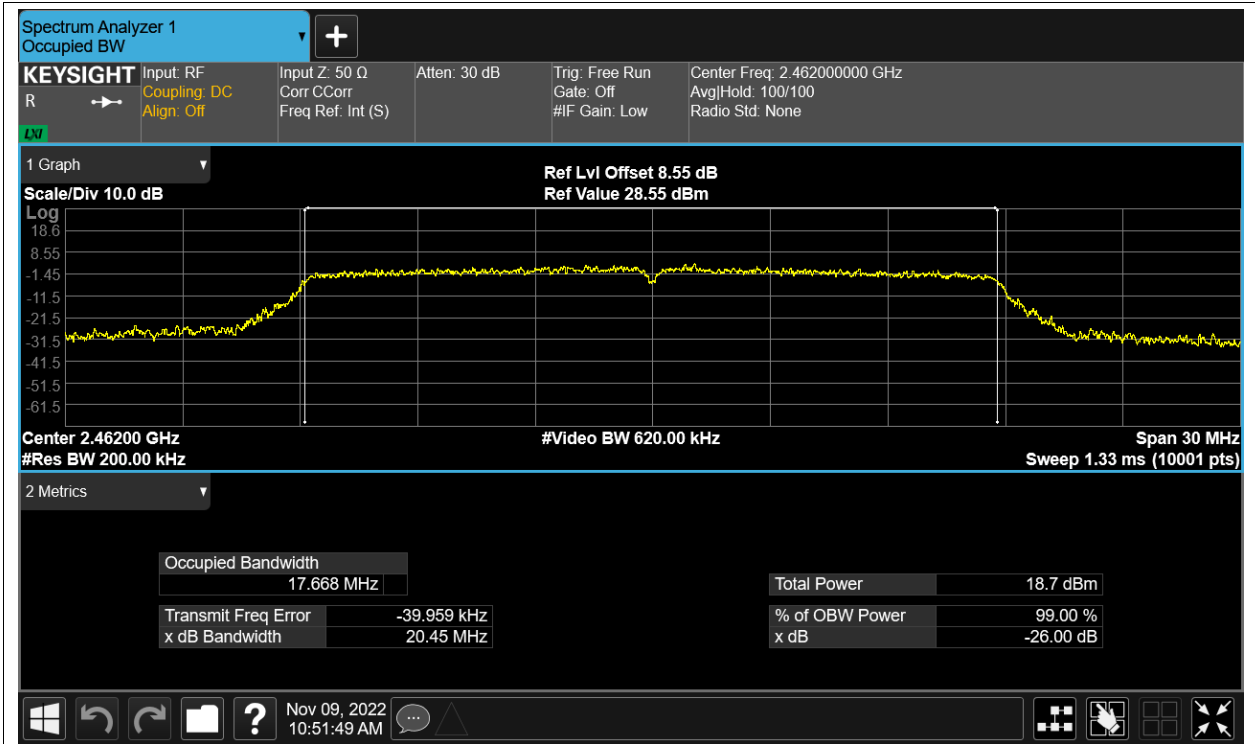 Spectrum Analyzer 1
Occupied BW
KEYSIGHT
R
LXI
Input: RF
Coupling: DC
Align: Off
Input Z: 50 Ω
Corr CCorr
Freq Ref: Int (S)
Atten: 30 dB
Trig: Free Run
Gate: Off
#IF Gain: Low
Center Freq: 2.462000000 GHz
Avg|Hold: 100/100
Radio Std: None
1 Graph
Scale/Div 10.0 dB
Ref Lvl Offset 8.55 dB
Ref Value 28.55 dBm
Log
18.6
8.55
-1.45
-11.5
-21.5
-31.5
-41.5
-51.5
-61.5
Center 2.46200 GHz
#Res BW 200.00 kHz
#Video BW 620.00 kHz
Span 30 MHz
Sweep 1.33 ms (10001 pts)
2 Metrics
Occupied Bandwidth
17.668 MHz
Transmit Freq Error -39.959 kHz
x dB Bandwidth 20.45 MHz
Total Power 18.7 dBm
% of OBW Power 99.00 %
x dB -26.00 dB
?
Nov 09, 2022
10:51:49 AM